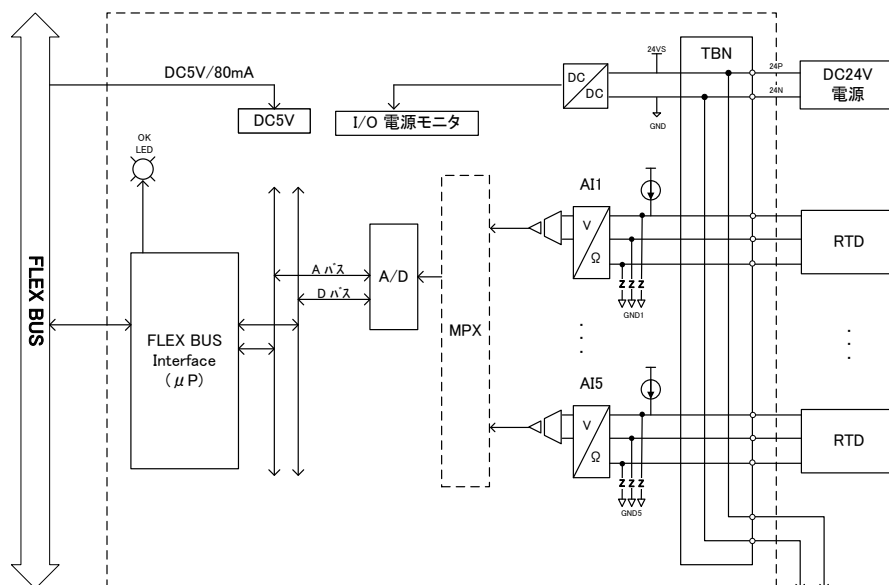 DC5V/80mA
DC5V
I/O 電源モニタ
DC
DC
24VS
GND
TBN
24P
24N
DC24V
電源
OK
LED
FLEX BUS
FLEX BUS
Interface
(μP)
A バス
D バス
A/D
MPX
AI1
V
Ω
Z Z Z
GND1
RTD
AI5
V
Ω
Z Z Z
GND5
RTD